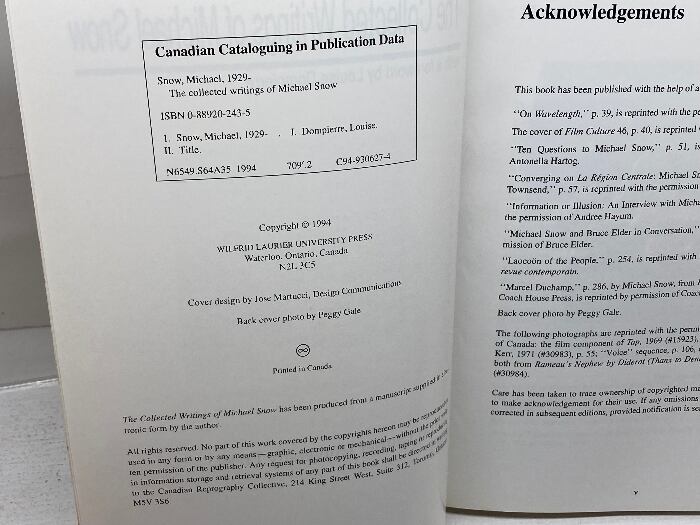 Canadian Cataloguing in Publication Data
Snow, Michael, 1929-
The collected writings of Michael Snow
ISBN 0-88920-243-5
I. Snow, Michael, 1929- . I. Dompierre, Louise.
II. Title.
N6549.S64A35 1994 709'.2 C94-930627-4
Copyright © 1994
WILFRID LAURIER UNIVERSITY PRESS
Waterloo, Ontario, Canada
N2L 3C5
Cover design by Jose Martucci, Design Communications
Back cover photo by Peggy Gale
Printed in Canada
The Collected Writings of Michael Snow has been produced from a manuscript supplied in
tronic form by the author.
All rights reserved. No part of this work covered by the copyrights hereon may be reproduced or
used in any form or by any means—graphic, electronic or mechanical—without the prior
ten permission of the publisher. Any request for photocopying, recording, taping or reproducing
in information storage and retrieval systems of any part of this book shall be directed in
to the Canadian Reprography Collective, 214 King Street West, Suite 312, Toronto,
M5V 3S6
Acknowledgements
This book has been published with the help of a
"On Wavelength," p. 39, is reprinted with the
The cover of Film Culture 46, p. 40, is reprinted
"Ten Questions to Michael Snow," p. 51, is
Antonella Hartog.
"Converging on La Région Centrale: Michael
Townsend," p. 57, is reprinted with the permission
"Information or Illusion: An Interview with
the permission of Andree Hayum.
"Michael Snow and Bruce Elder in Conversation,"
mission of Bruce Elder.
"Laocoön of the People," p. 254, is reprinted with
revue contemporain.
"Marcel Duchamp," p. 286, by Michael Snow, from
Coach House Press, is reprinted by permission of
Back cover photo by Peggy Gale.
The following photographs are reprinted with the
of Canada: the film component of Tap, 1969 (#15923),
Kerr, 1971 (#30983), p. 55; "Voice" sequence, p. 106,
both from Rameau's Nephew by Diderot (Thanx to
(#30984).
Care has been taken to trace ownership of copyrighted
to make acknowledgement for their use. If any omissions
corrected in subsequent editions, provided notification is
v